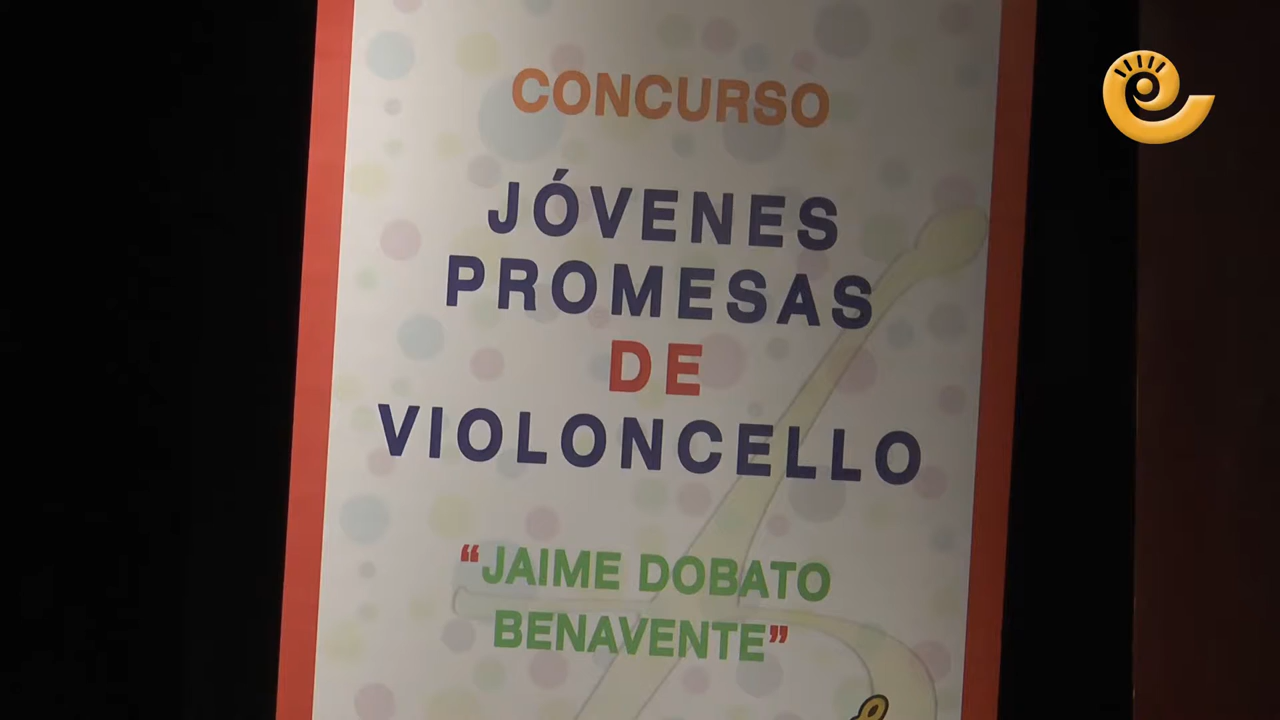 CONCURSO
JÓVENES
PROMESAS
DE
VIOLONCELLO
“JAIME DOBATO
BENAVENTE”